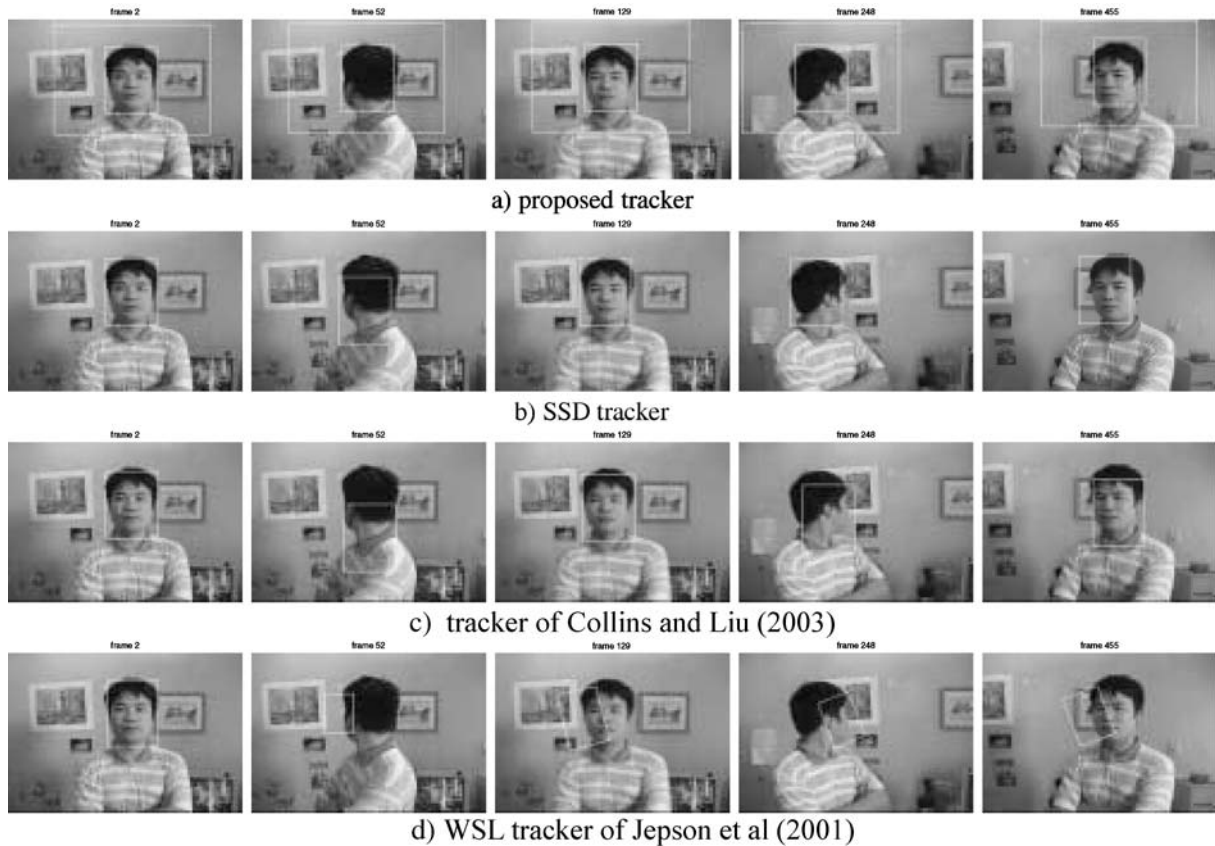 frame 2
frame 52
frame 129
frame 248
frame 455
a) proposed tracker
frame 2
frame 52
frame 129
frame 248
frame 455
b) SSD tracker
frame 2
frame 52
frame 129
frame 248
frame 455
c) tracker of Collins and Liu (2003)
frame 2
frame 52
frame 129
frame 248
frame 455
d) WSL tracker of Jepson et al (2001)